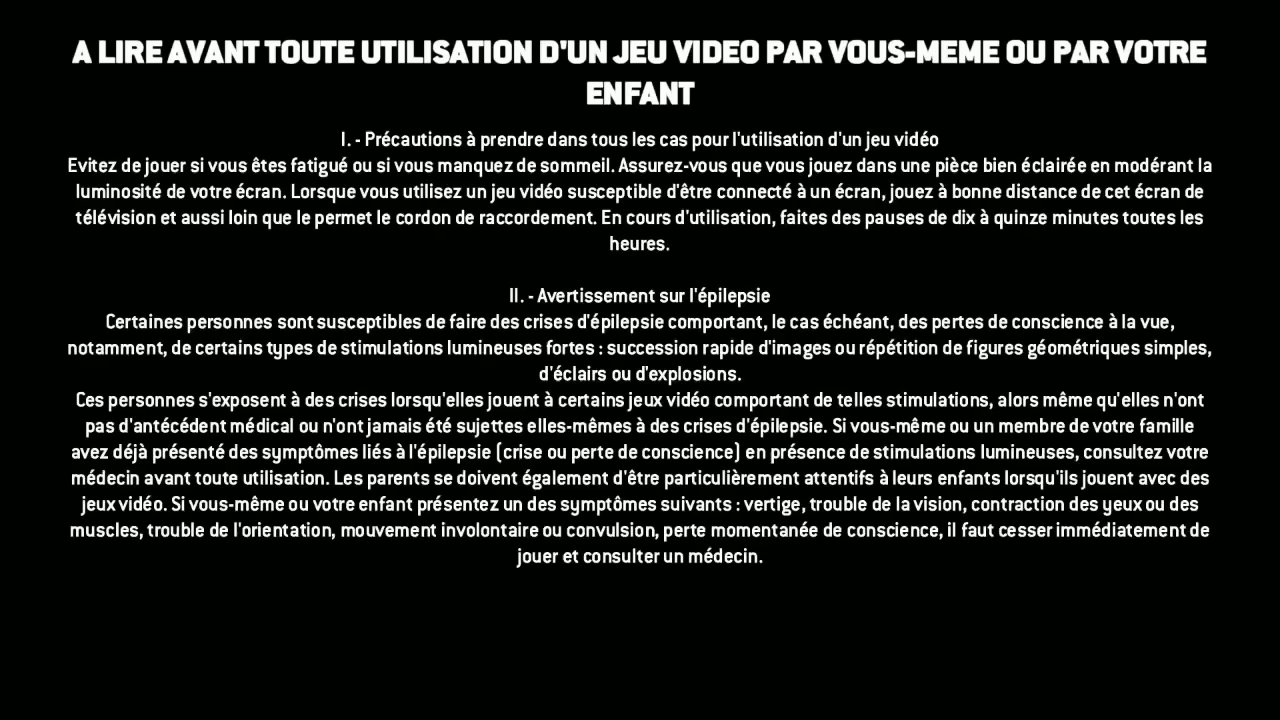 A LIRE AVANT TOUTE UTILISATION D'UN JEU VIDEO PAR VOUS-MEME OU PAR VOTRE
ENFANT
I. - Précautions à prendre dans tous les cas pour l'utilisation d'un jeu vidéo
Evitez de jouer si vous êtes fatigué ou si vous manquez de sommeil. Assurez-vous que vous jouez dans une pièce bien éclairée en modérant la
luminosité de votre écran. Lorsque vous utilisez un jeu vidéo susceptible d'être connecté à un écran, jouez à bonne distance de cet écran de
télévision et aussi loin que le permet le cordon de raccordement. En cours d'utilisation, faites des pauses de dix à quinze minutes toutes les
heures.
II. - Avertissement sur l'épilepsie
Certaines personnes sont susceptibles de faire des crises d'épilepsie comportant, le cas échéant, des pertes de conscience à la vue,
notamment, de certains types de stimulations lumineuses fortes : succession rapide d'images ou répétition de figures géométriques simples,
d'éclairs ou d'explosions.
Ces personnes s'exposent à des crises lorsqu'elles jouent à certains jeux vidéo comportant de telles stimulations, alors même qu'elles n'ont
pas d'antécédent médical ou n'ont jamais été sujettes elles-mêmes à des crises d'épilepsie. Si vous-même ou un membre de votre famille
avez déjà présenté des symptômes liés à l'épilepsie (crise ou perte de conscience) en présence de stimulations lumineuses, consultez votre
médecin avant toute utilisation. Les parents se doivent également d'être particulièrement attentifs à leurs enfants lorsqu'ils jouent avec des
jeux vidéo. Si vous-même ou votre enfant présentez un des symptômes suivants : vertige, trouble de la vision, contraction des yeux ou des
muscles, trouble de l'orientation, mouvement involontaire ou convulsion, perte momentanée de conscience, il faut cesser immédiatement de
jouer et consulter un médecin.